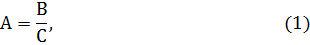 A = B/C, (1)